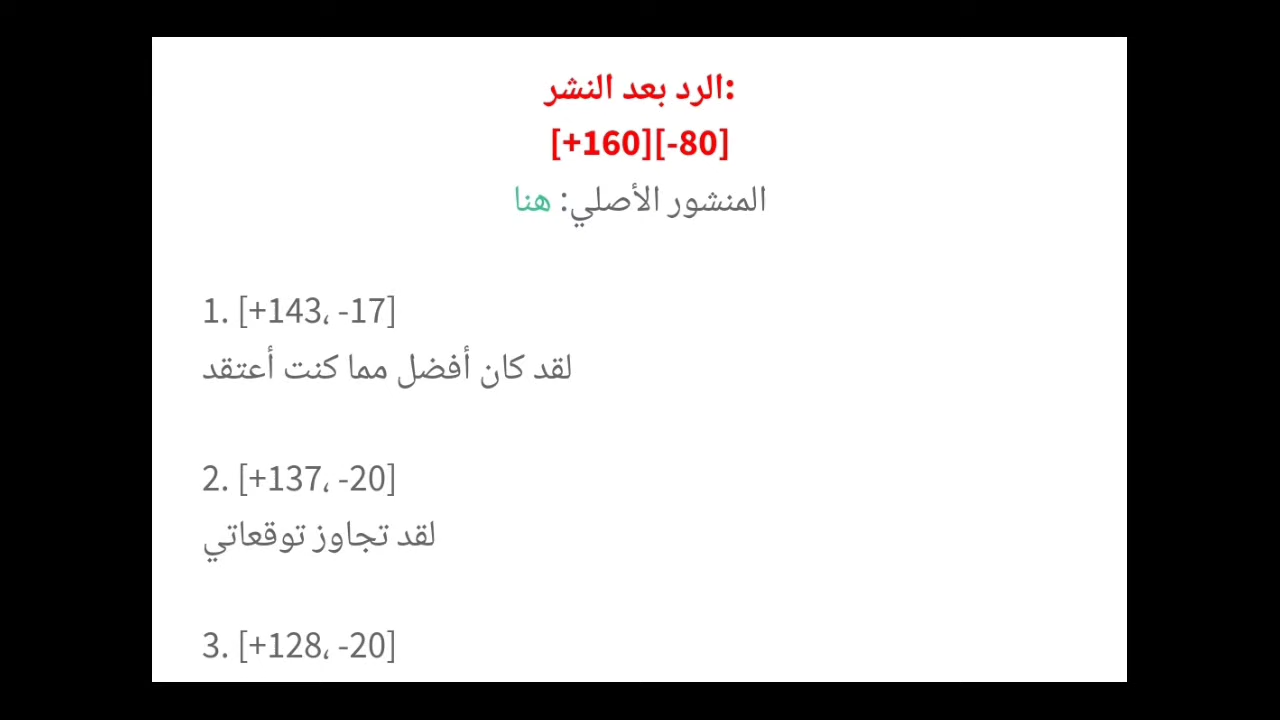 الرد بعد النشر:
[+160][-80]
المنشور الأصلي: هنا
1. [+143، -17]
لقد كان أفضل مما كنت أعتقد
2. [+137، -20]
لقد تجاوز توقعاتي
3. [+128، -20]